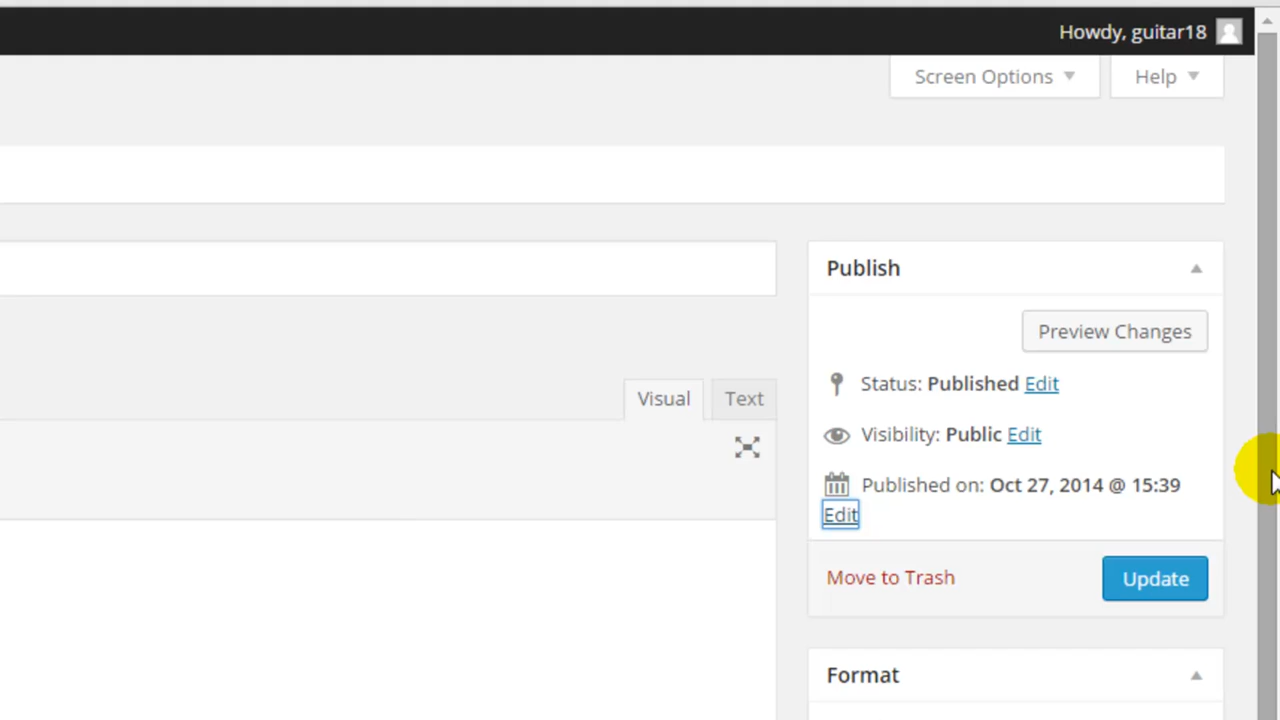 Howdy, guitar18
Screen Options Help
Publish
Preview Changes
Status: Published Edit
Visual Text
Visibility: Public Edit
Published on: Oct 27, 2014 @ 15:39
Edit
Move to Trash Update
Format